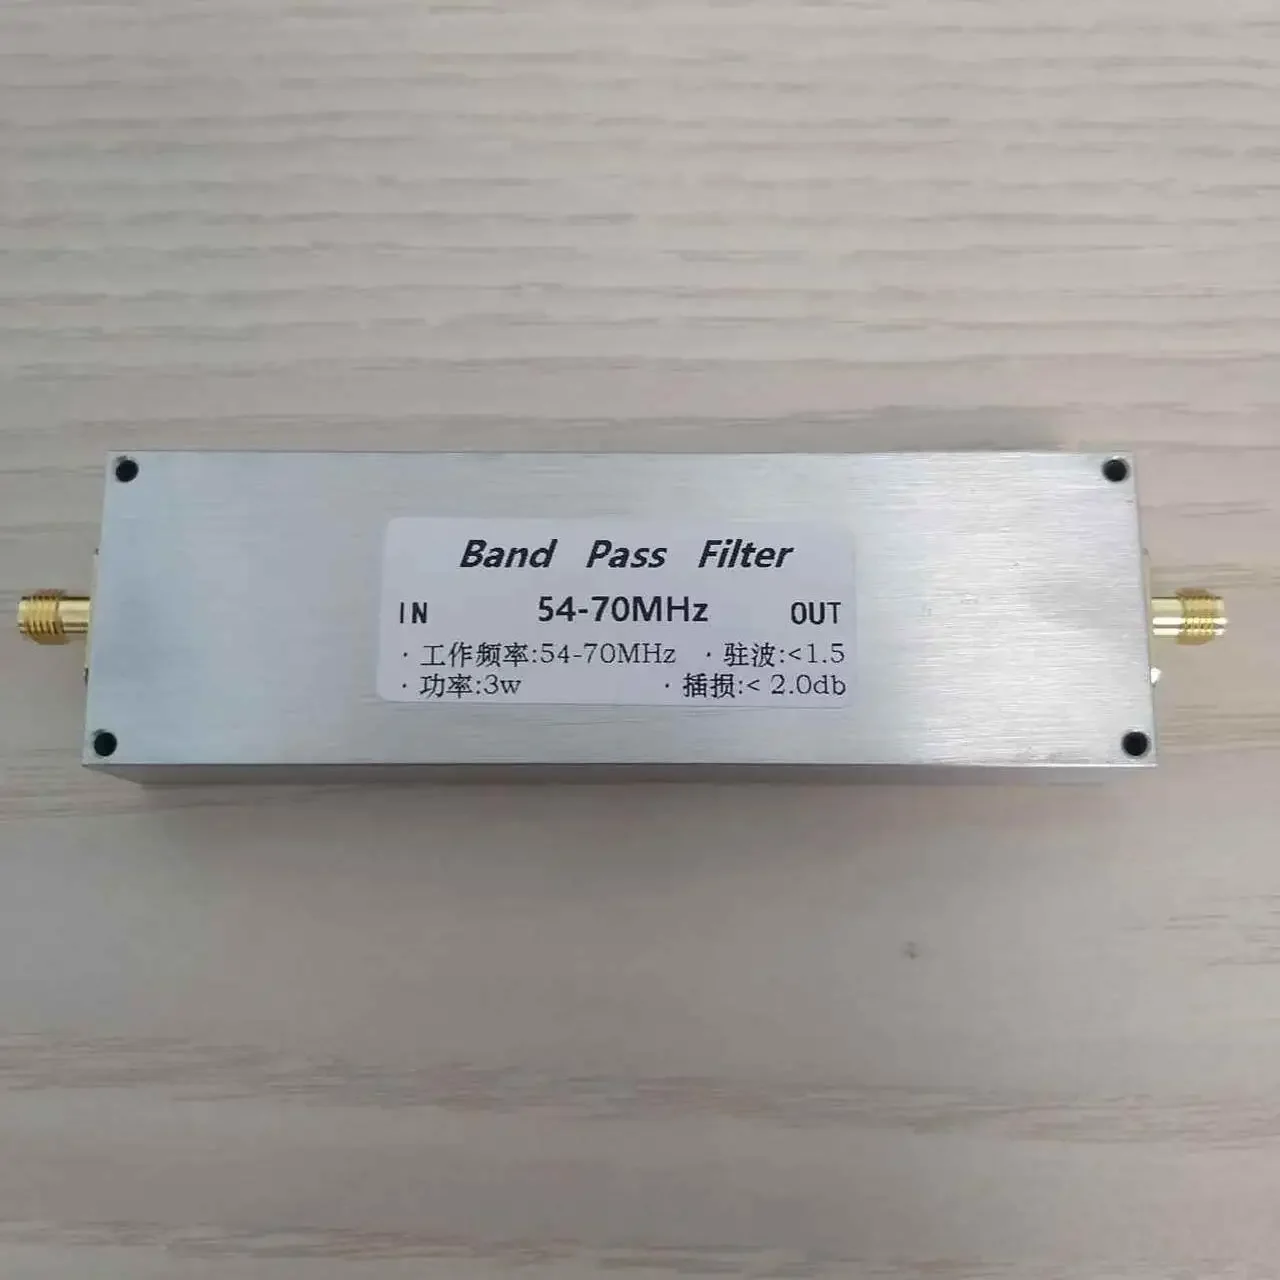 Band Pass Filter
IN 54-70MHz OUT
·工作频率:54-70MHz ·驻波:<1.5
·功率:3w ·插损:< 2.0db